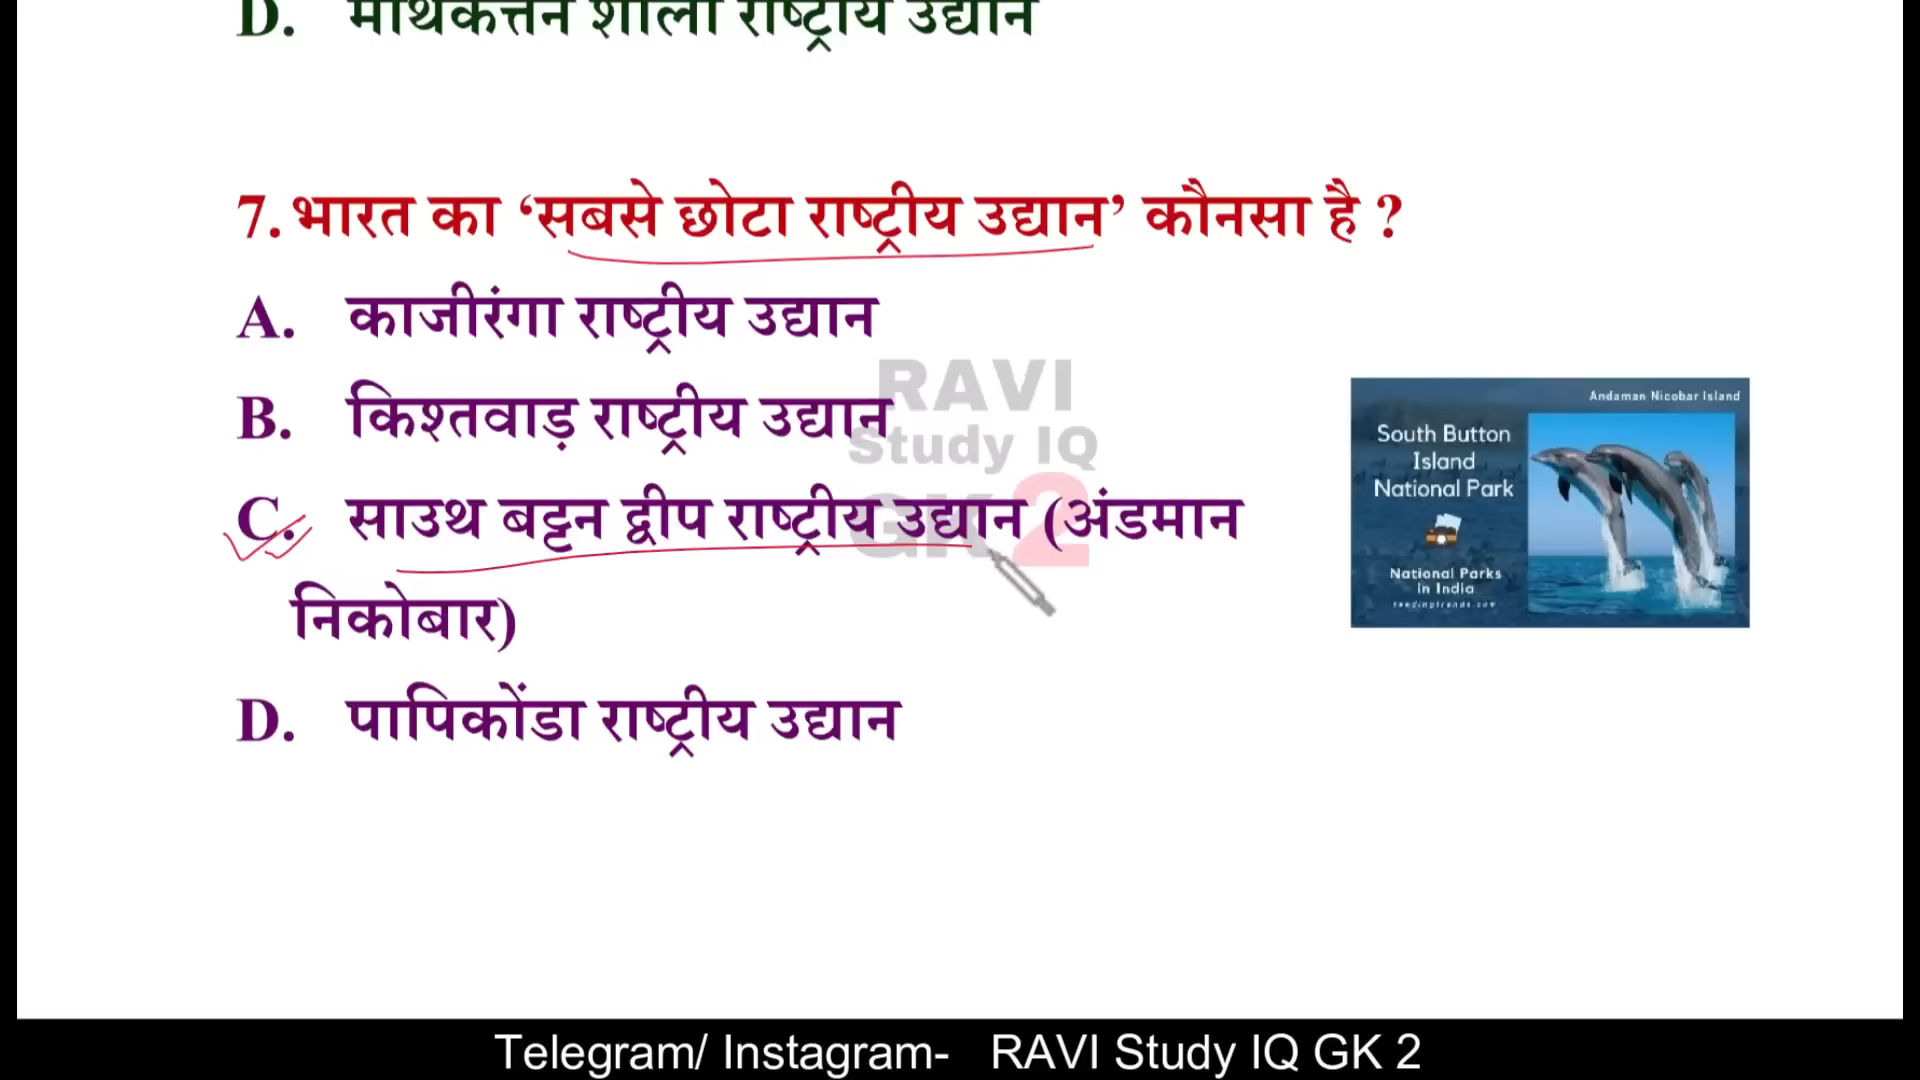 D. माथिकेत्तन शोला राष्ट्रीय उद्यान
7. भारत का ‘सबसे छोटा राष्ट्रीय उद्यान’ कौनसा है ?
A. काजीरंगा राष्ट्रीय उद्यान
B. किश्तवाड़ राष्ट्रीय उद्यान
C. साउथ बट्टन द्वीप राष्ट्रीय उद्यान (अंडमान
निकोबार)
D. पापिकोंडा राष्ट्रीय उद्यान
RAVI
Study IQ
GK 2
Andaman Nicobar Island
South Button
Island
National Park
National Parks
in India
Telegram/ Instagram- RAVI Study IQ GK 2